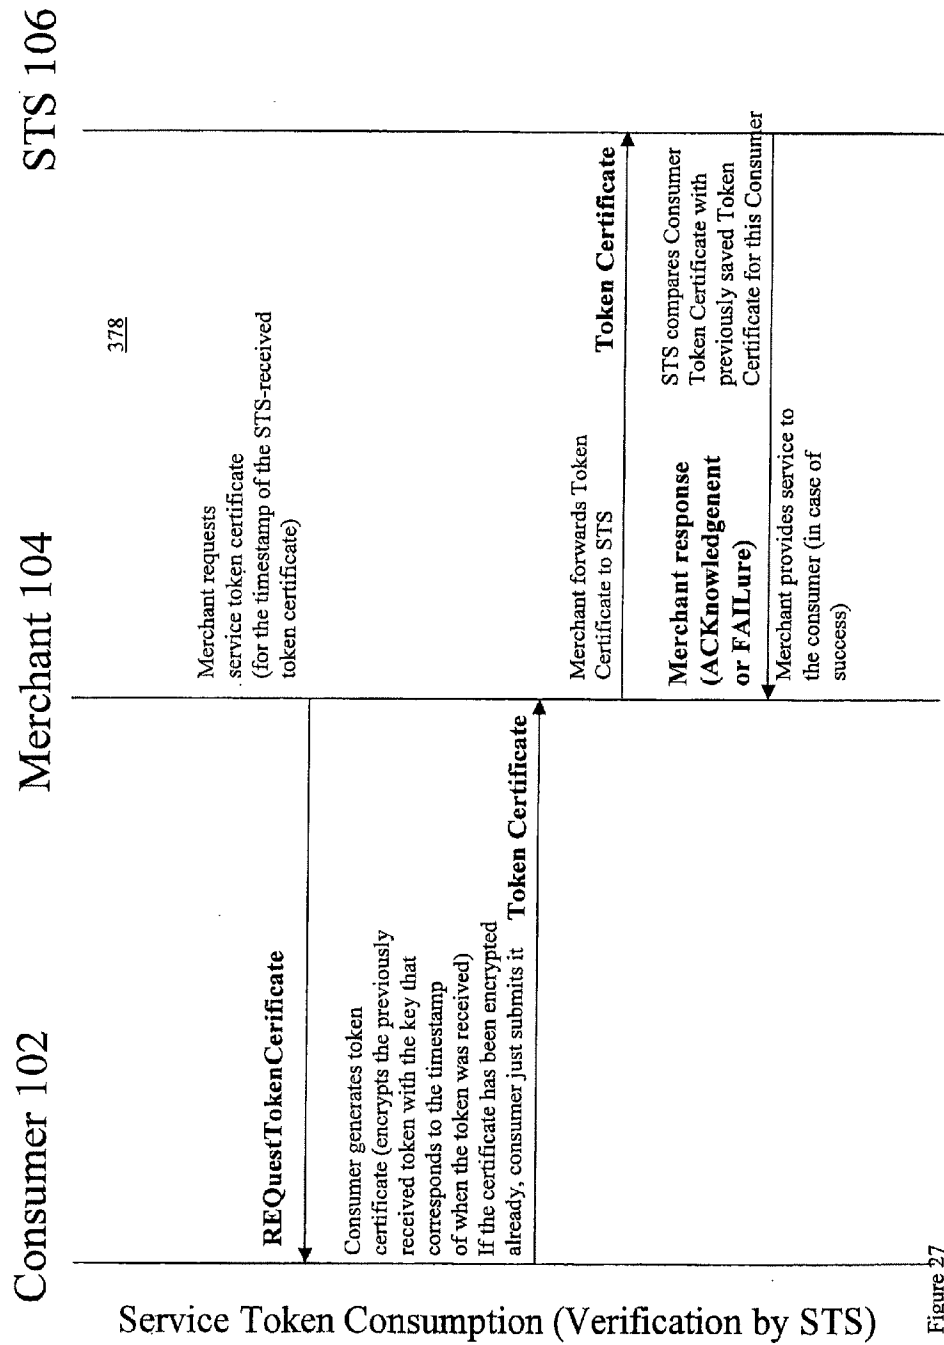 Service Token Consumption (Verification by STS)
Consumer 102
Merchant 104
STS 106
378
Merchant requests
service token certificate
(for the timestamp of the STS-received
token certificate)
REQuestTokenCerificate
Consumer generates token
certificate (encrypts the previously
received token with the key that
corresponds to the timestamp
of when the token was received)
If the certificate has been encrypted
already, consumer just submits it
Token Certificate
Merchant forwards Token
Certificate to STS
Token Certificate
STS compares Consumer
Token Certificate with
previously saved Token
Certificate for this Consumer
Merchant response
(ACKnowledgenent
or FAILure)
Merchant provides service to
the consumer (in case of
success)
Figure 27